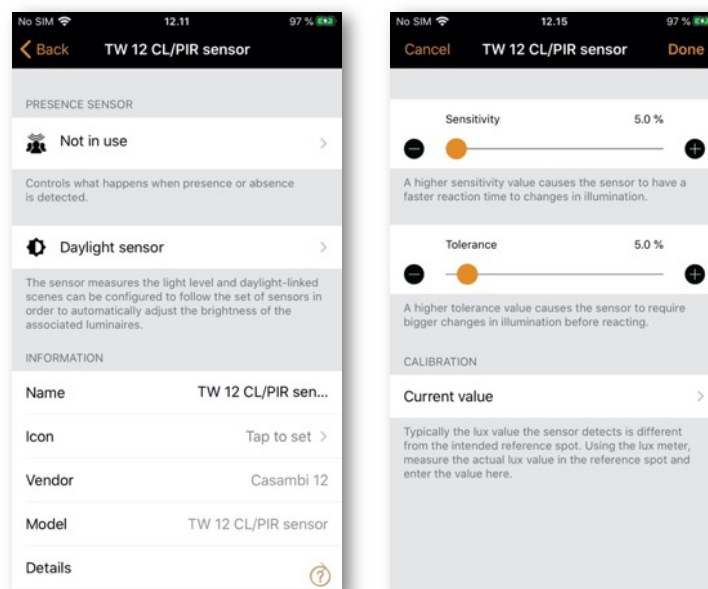 No SIM 12.11 97 %
Back TW 12 CL/PIR sensor
PRESENCE SENSOR
Not in use
Controls what happens when presence or absence
is detected.
Daylight sensor
The sensor measures the light level and daylight-linked
scenes can be configured to follow the set of sensors in
order to automatically adjust the brightness of the
associated luminaires.
INFORMATION
Name TW 12 CL/PIR sen...
Icon Tap to set
Vendor Casambi 12
Model TW 12 CL/PIR sensor
Details
?
No SIM 12.15 97 %
Cancel TW 12 CL/PIR sensor Done
Sensitivity 5.0 %
A higher sensitivity value causes the sensor to have a
faster reaction time to changes in illumination.
Tolerance 5.0 %
A higher tolerance value causes the sensor to require
bigger changes in illumination before reacting.
CALIBRATION
Current value
Typically the lux value the sensor detects is different
from the intended reference spot. Using the lux meter,
measure the actual lux value in the reference spot and
enter the value here.